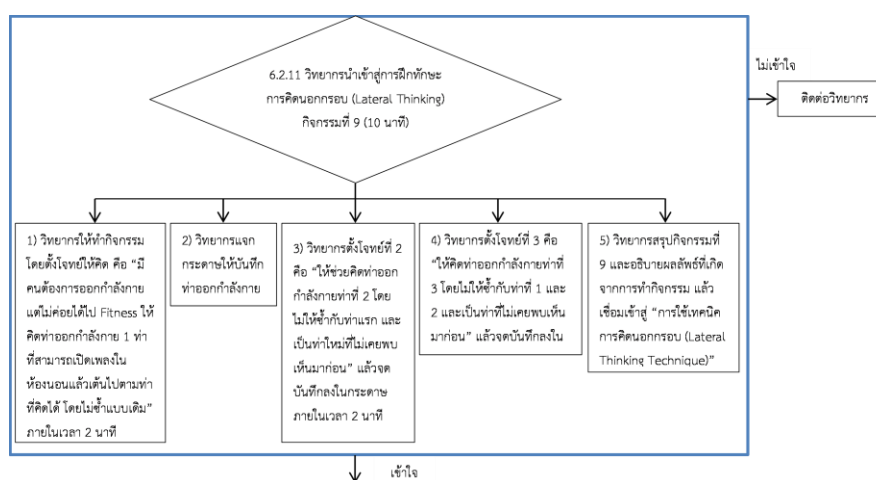 6.2.11 วิทยากรนำเข้าสู่การฝึกทักษะ
การคิดนอกกรอบ (Lateral Thinking)
กิจกรรมที่ 9 (10 นาที)
ไม่เข้าใจ
ติดต่อวิทยากร
1) วิทยากรให้ทำกิจกรรม
โดยตั้งโจทย์ให้คิด คือ “มี
คนต้องการออกกำลังกาย
แต่ไม่ค่อยได้ไป Fitness ให้
คิดท่าออกกำลังกาย 1 ท่า
ที่สามารถเปิดเพลงใน
ห้องนอนแล้วเต้นไปตามท่า
ที่คิดได้ โดยไม่ซ้ำแบบเดิม”
ภายในเวลา 2 นาที
2) วิทยากรแจก
กระดาษให้บันทึก
ท่าออกกำลังกาย
3) วิทยากรตั้งโจทย์ที่ 2
คือ “ให้ช่วยคิดท่าออก
กำลังกายท่าที่ 2 โดย
ไม่ให้ซ้ำกับท่าแรก และ
เป็นท่าใหม่ที่ไม่เคยพบ
เห็นมาก่อน” แล้วจด
บันทึกลงในกระดาษ
ภายในเวลา 2 นาที
4) วิทยากรตั้งโจทย์ที่ 3 คือ
“ให้คิดท่าออกกำลังกายท่าที่
3 โดยไม่ให้ซ้ำกับท่าที่ 1 และ
2 และเป็นท่าที่ไม่เคยพบเห็น
มาก่อน” แล้วจดบันทึกลงใน
5) วิทยากรสรุปกิจกรรมที่
9 และอธิบายผลลัพธ์ที่เกิด
จากการทำกิจกรรม แล้ว
เชื่อมเข้าสู่ “การใช้เทคนิค
การคิดนอกกรอบ (Lateral
Thinking Technique)”
เข้าใจ